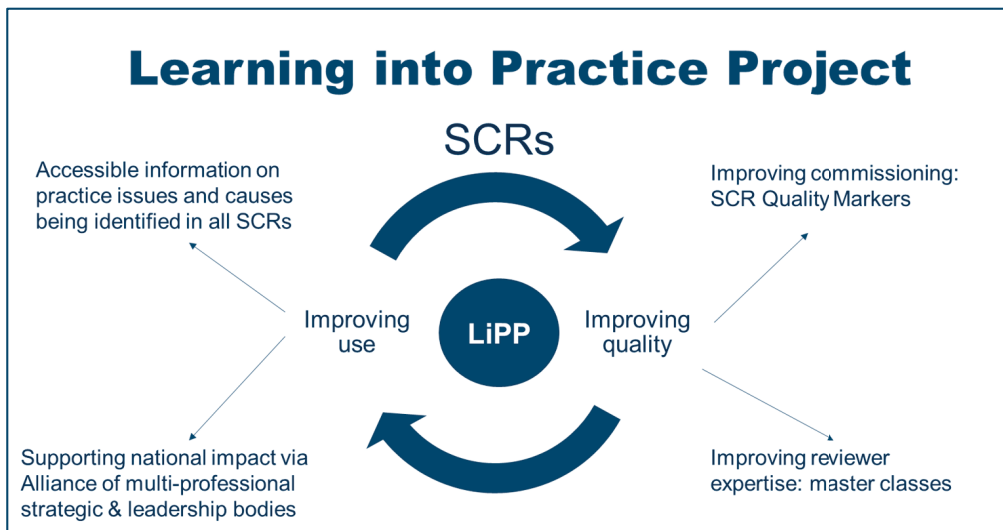 Learning into Practice Project
SCRs
Accessible information on
practice issues and causes
being identified in all SCRs
Improving commissioning:
SCR Quality Markers
Improving
use
LiPP
Improving
quality
Supporting national impact via
Alliance of multi-professional
strategic & leadership bodies
Improving reviewer
expertise: master classes